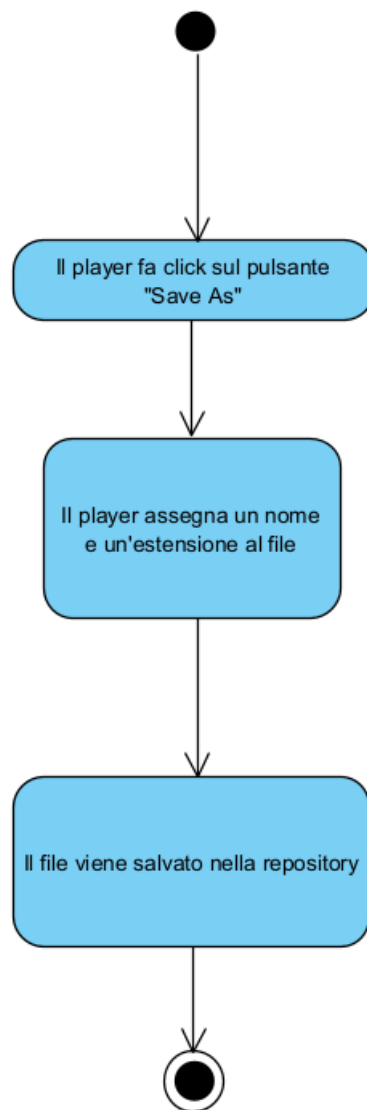 Il player fa click sul pulsante
"Save As"
Il player assegna un nome
e un'estensione al file
Il file viene salvato nella repository